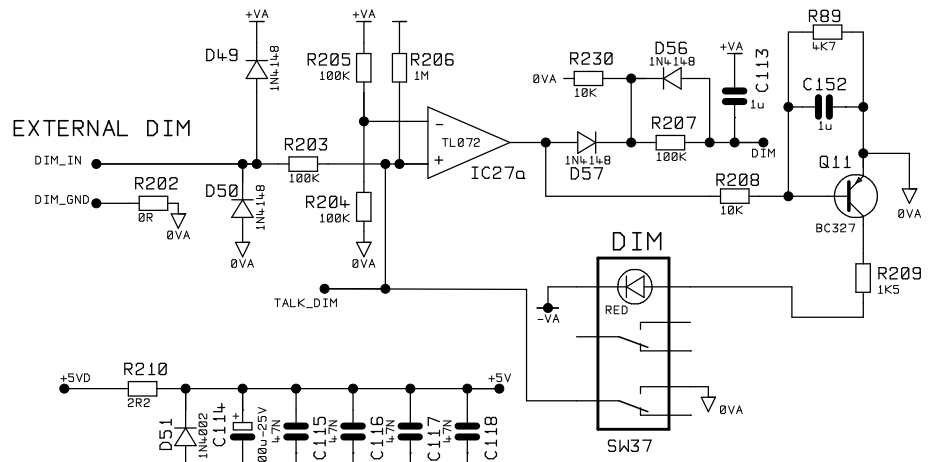 +VA
+VA
+VA
D49
1N4148
R205
100K
R206
1M
R230
10K
0VA
D56
1N4148
C113
1u
R89
4K7
C152
1u
EXTERNAL DIM
DIM_IN
R203
100K
TL072
-
+
IC27a
1N4148
D57
R207
100K
DIM
Q11
BC327
0VA
DIM_GND
R202
0R
0VA
D50
1N4148
0VA
R204
100K
0VA
R208
10K
TALK_DIM
DIM
RED
-VA
R209
1K5
0VA
SW37
+5VD
R210
2R2
+5V
D51
1N4002
C114
+
00u-25V
C115
47N
C116
47N
C117
47N
C118
47N